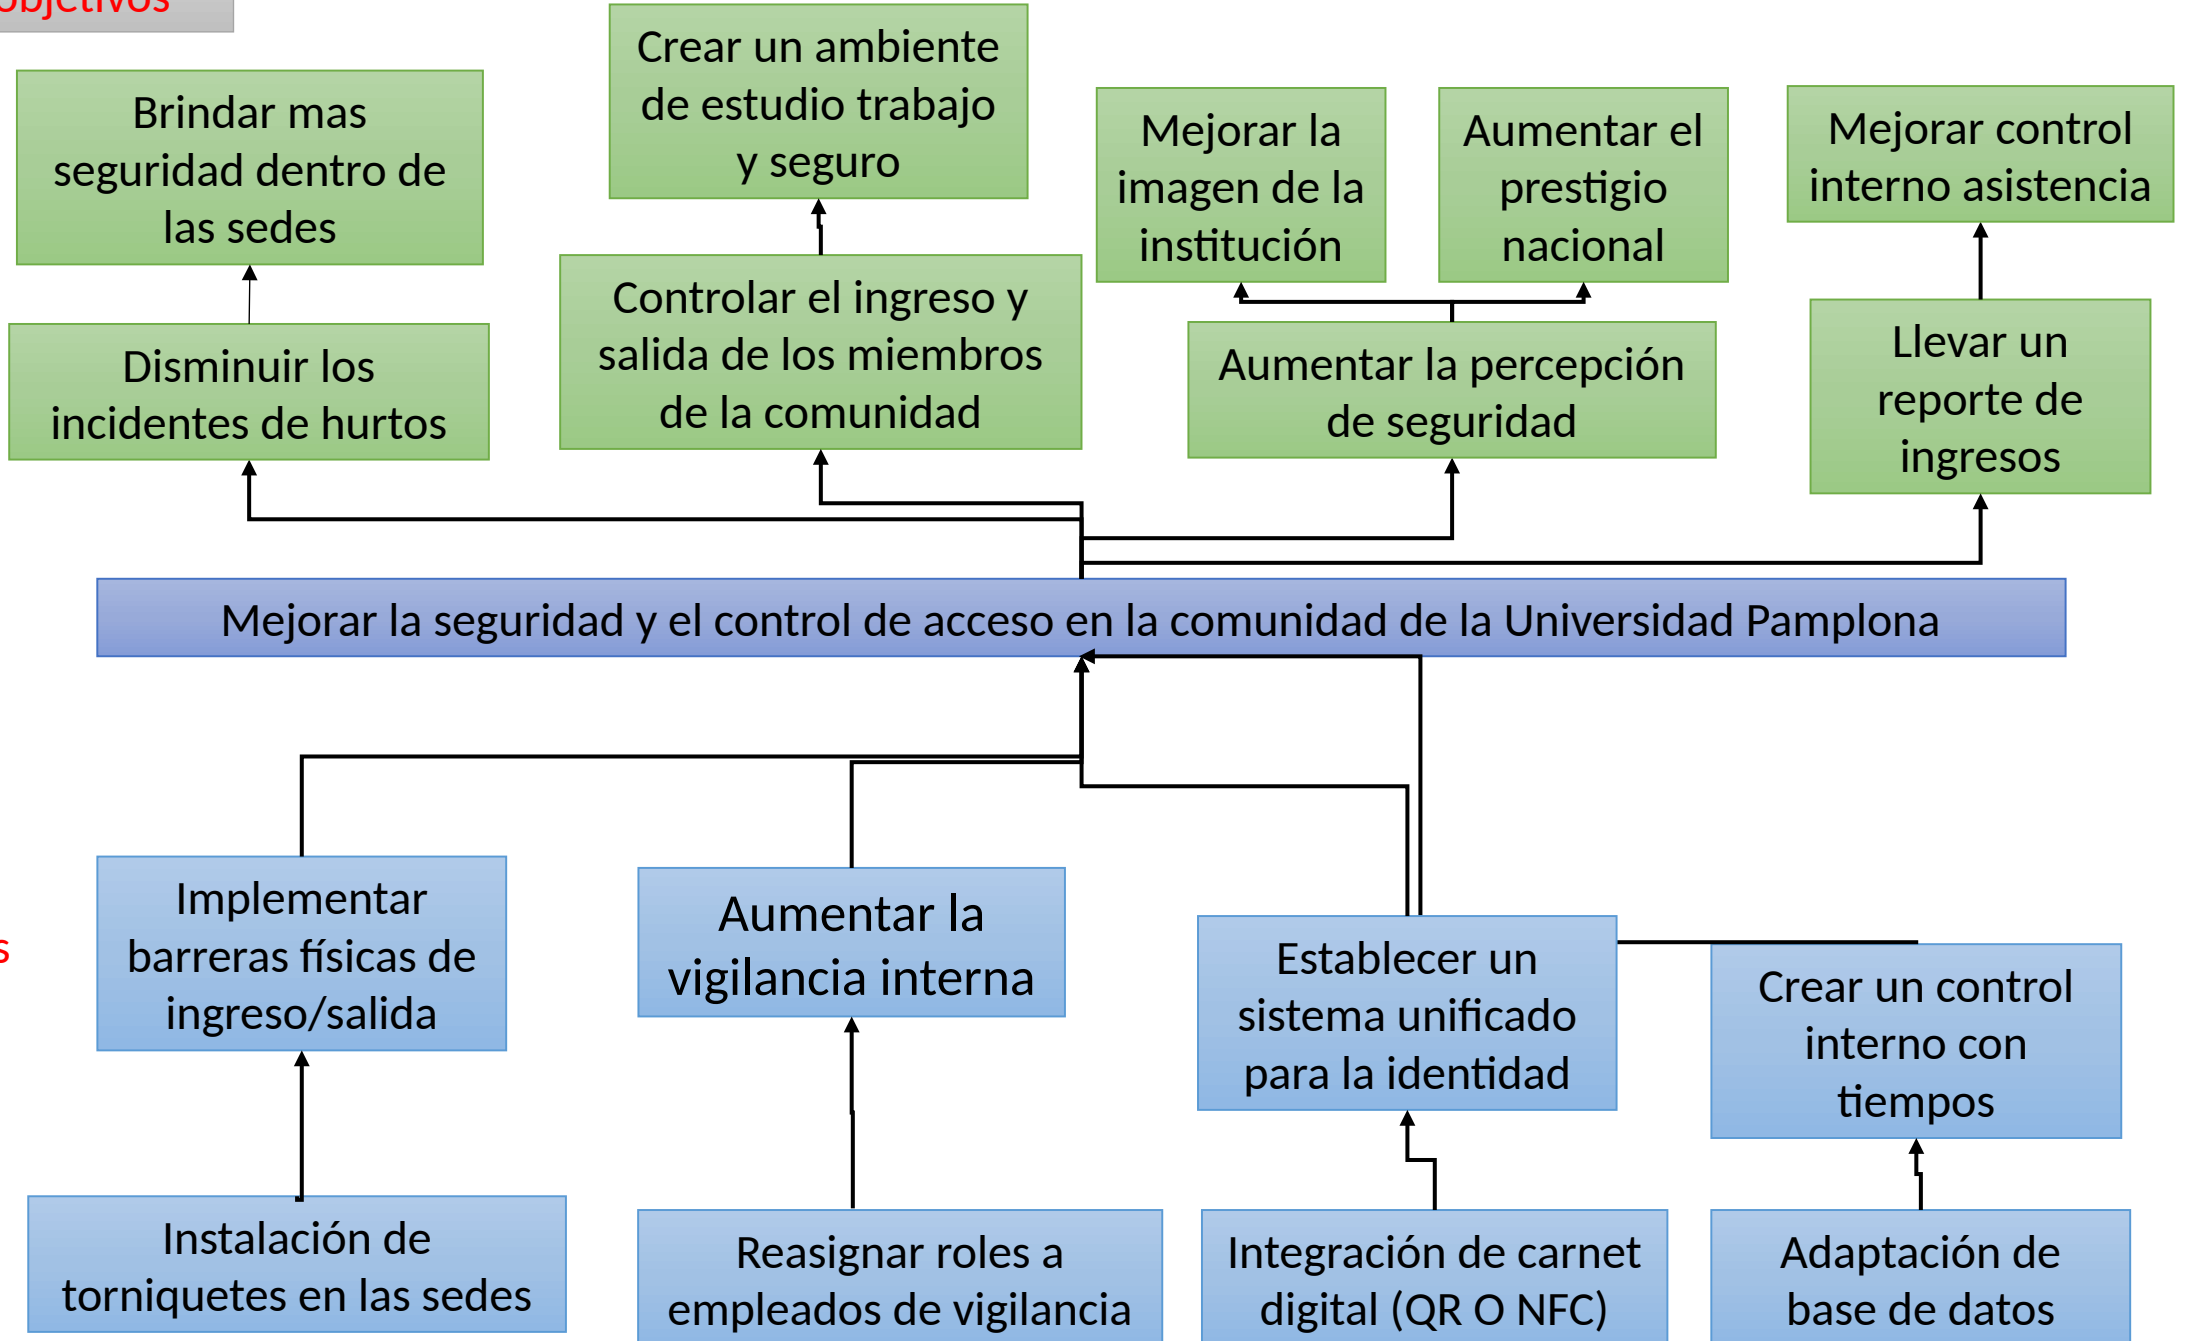 objetivos
Crear un ambiente
de estudio trabajo
y seguro
Brindar mas
seguridad dentro de
las sedes
Mejorar la
imagen de la
institución
Aumentar el
prestigio
nacional
Mejorar control
interno asistencia
Disminuir los
incidentes de hurtos
Controlar el ingreso y
salida de los miembros
de la comunidad
Aumentar la percepción
de seguridad
Llevar un
reporte de
ingresos
Mejorar la seguridad y el control de acceso en la comunidad de la Universidad Pamplona
Implementar
barreras físicas de
ingreso/salida
Aumentar la
vigilancia interna
Establecer un
sistema unificado
para la identidad
Crear un control
interno con
tiempos
Instalación de
torniquetes en las sedes
Reasignar roles a
empleados de vigilancia
Integración de carnet
digital (QR O NFC)
Adaptación de
base de datos